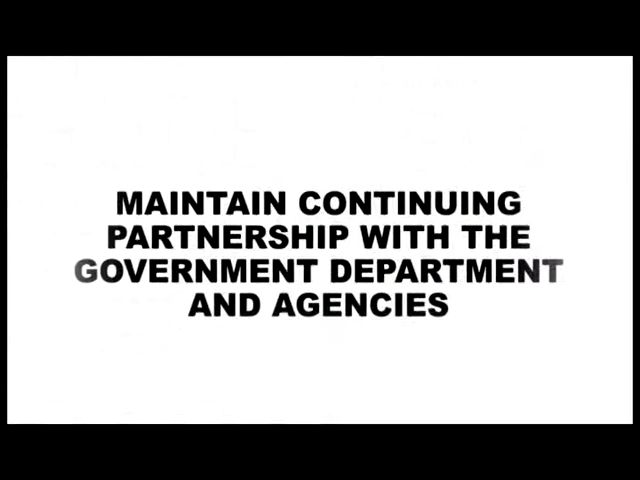 MAINTAIN CONTINUING
PARTNERSHIP WITH THE
GOVERNMENT DEPARTMENT
AND AGENCIES